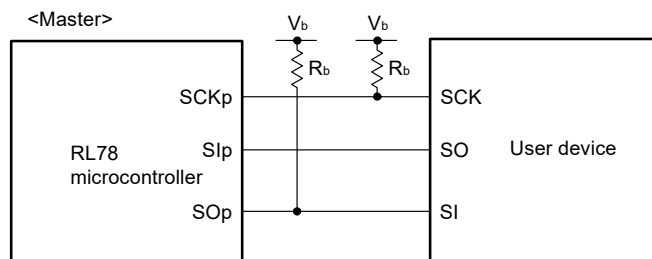 <Master>
Vb Vb
Rb Rb
SCKp SCK
RL78 SIp SO User device
microcontroller
SOp SI